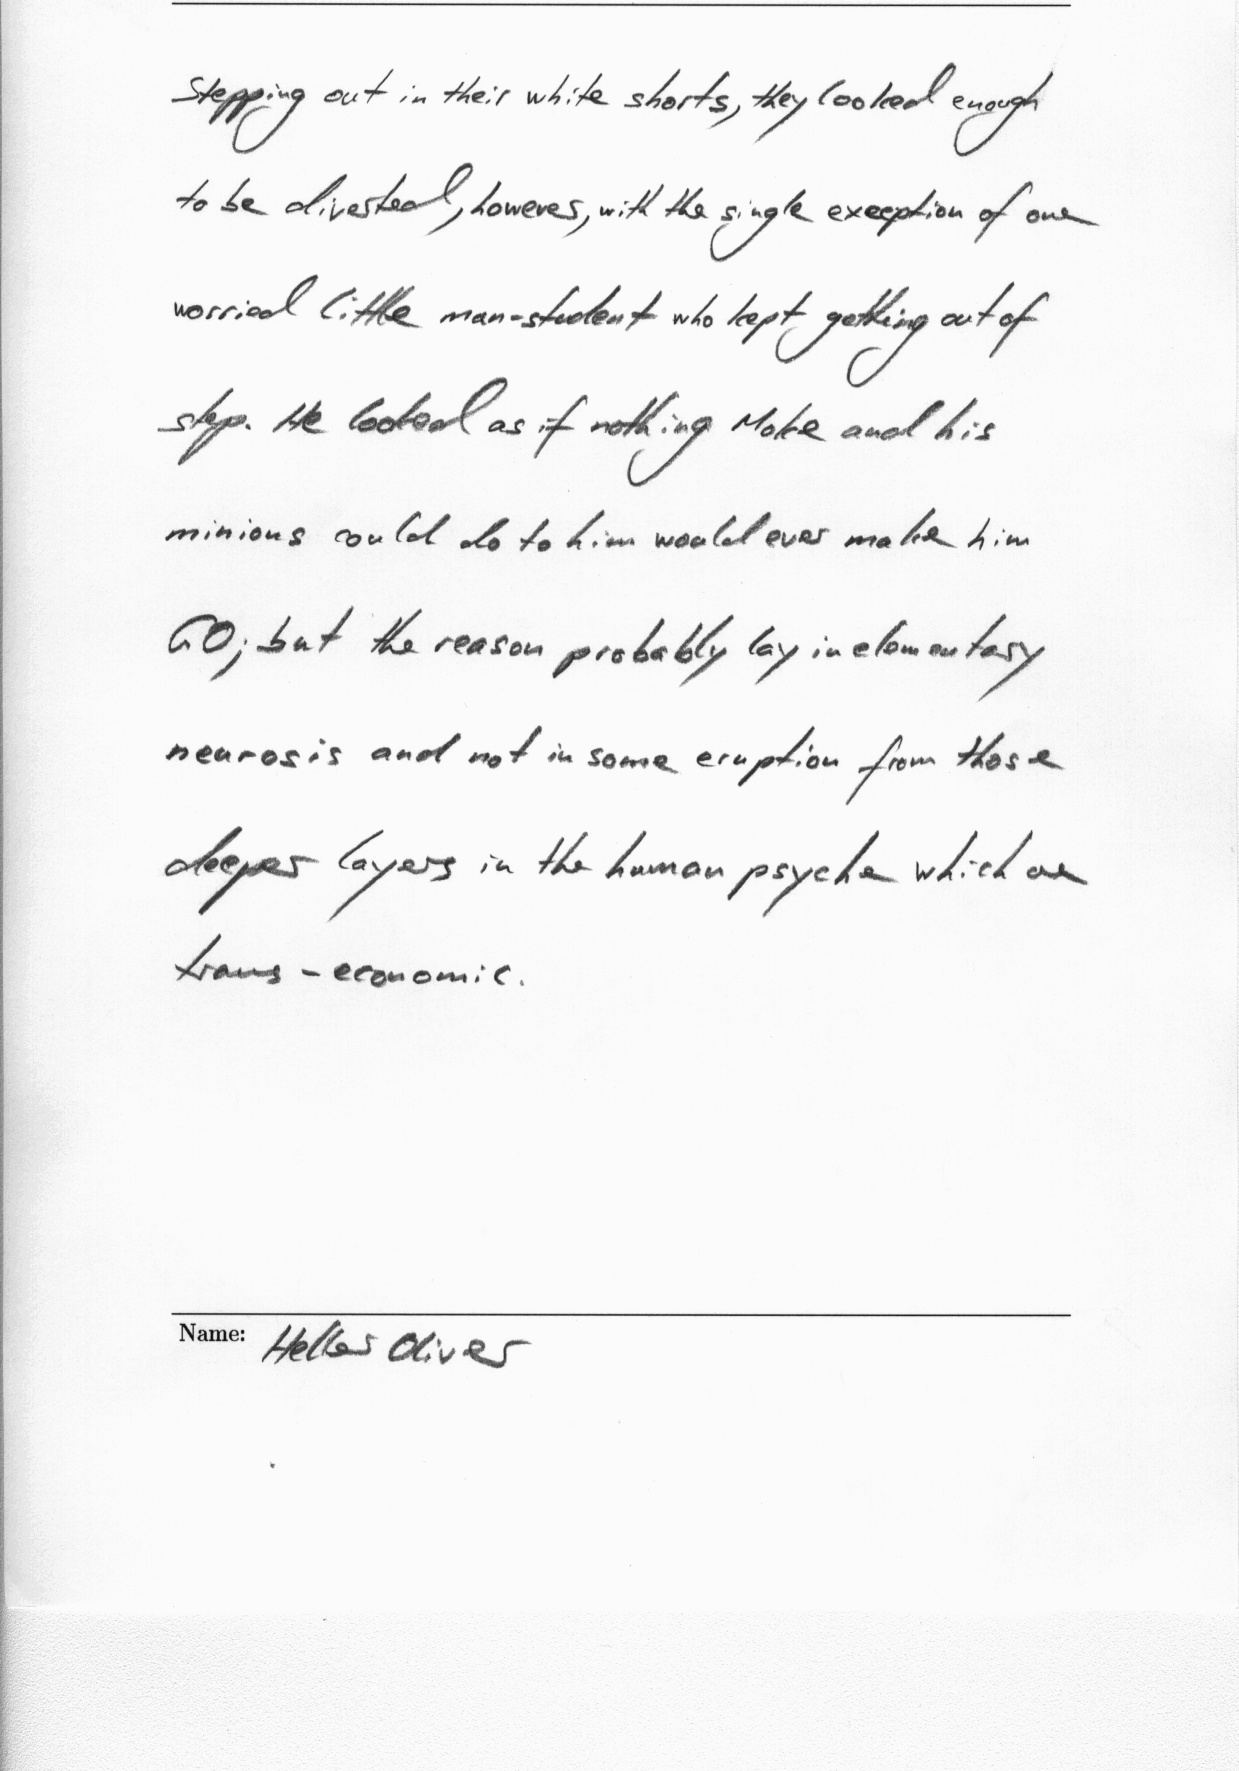 Stepping out in their white shorts, they looked enough
to be divested, however, with the single exception of one
worried little man-student who kept getting out of
step. He looked as if nothing Moke and his
minions could do to him would ever make him
GO; but the reason probably lay in elementary
neurosis and not in some eruption from those
deeper layers in the human psyche which are
trans-economic.
Name: Heller Oliver